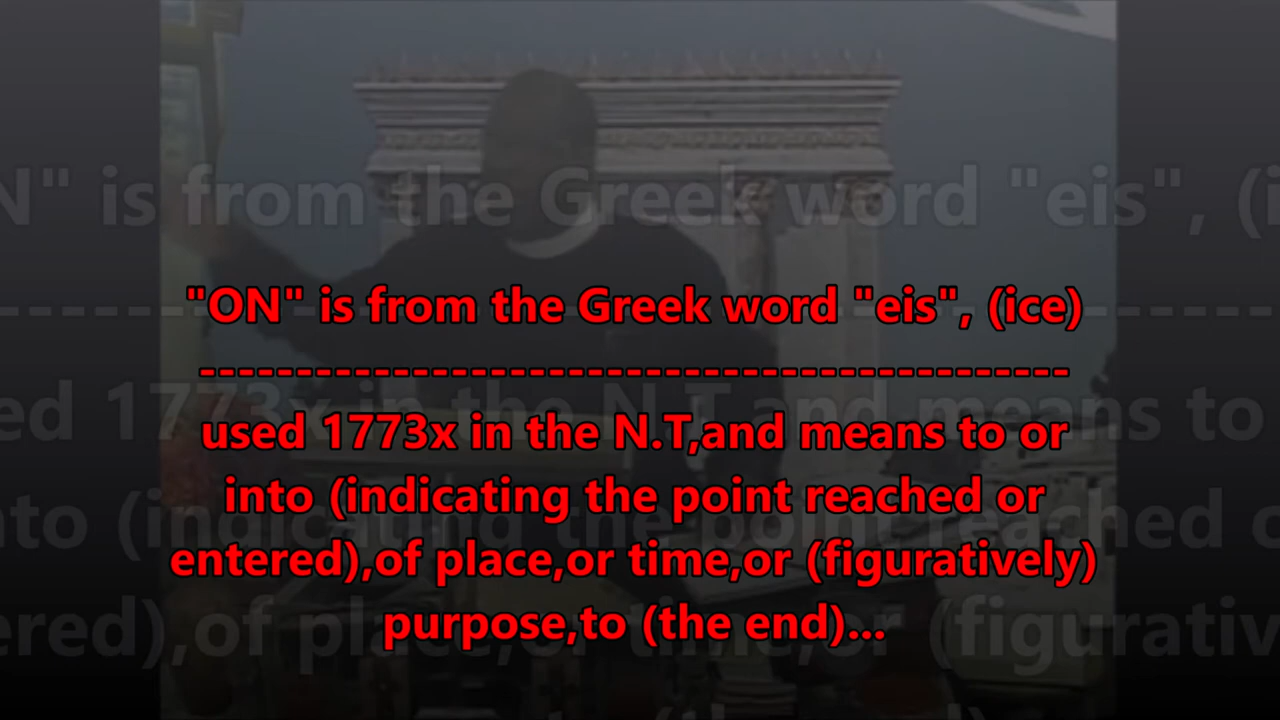 "ON" is from the Greek word "eis", (ice)
----------------------------------------------
used 1773x in the N.T,and means to or
into (indicating the point reached or
entered),of place,or time,or (figuratively)
purpose,to (the end)...